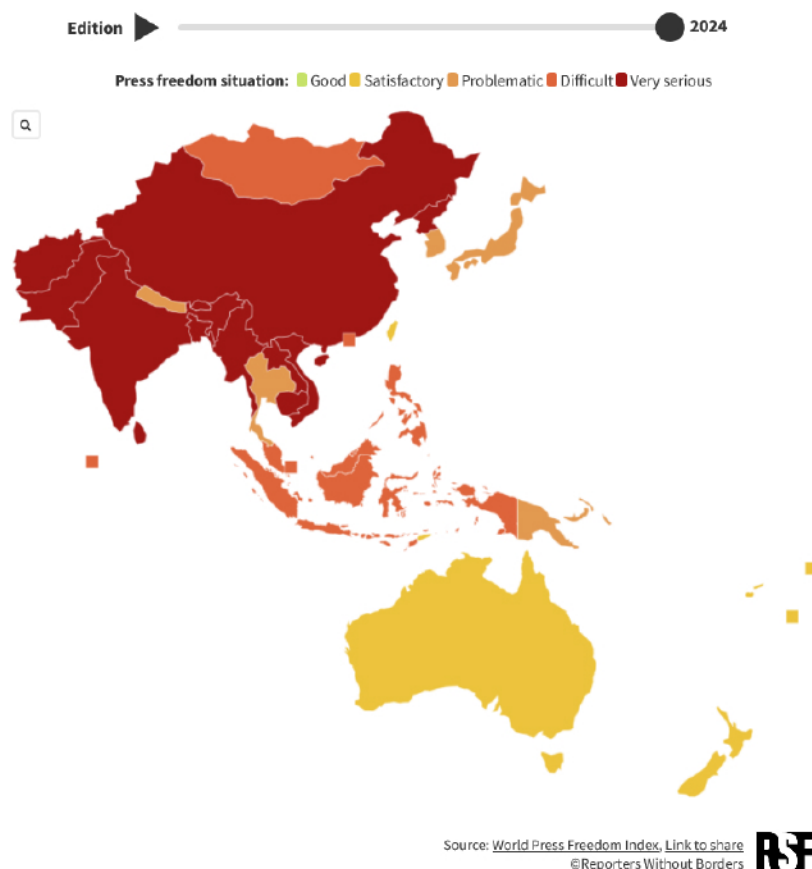 Edition 2024
Press freedom situation: Good Satisfactory Problematic Difficult Very serious
Source: World Press Freedom Index, Link to share
©Reporters Without Borders
RSF